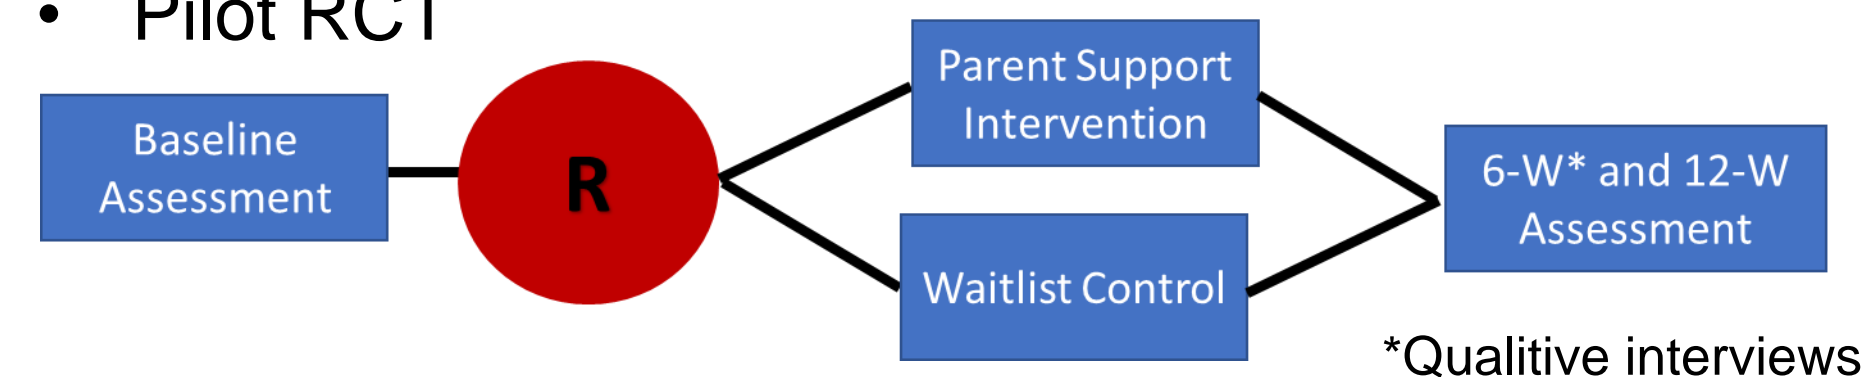 • Pilot RCT
Baseline
Assessment
R
Parent Support
Intervention
Waitlist Control
6-W* and 12-W
Assessment
*Qualitive interviews